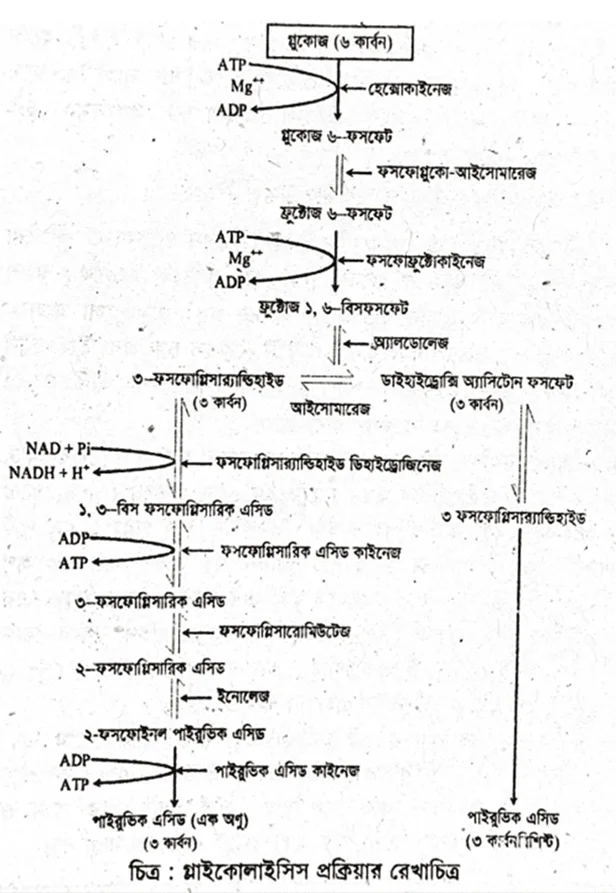 গ্লুকোজ (৬ কার্বন)
ATP
Mg⁺⁺
হেক্সোকাইনেজ
ADP
গ্লুকোজ ৬-ফসফেট
ফসফোগ্লুকো-আইসোমারেজ
ফ্রুক্টোজ ৬-ফসফেট
ATP
Mg⁺⁺
ফসফোফ্রুক্টোকাইনেজ
ADP
ফ্রুক্টোজ ১, ৬-বিসফসফেট
অ্যালডোলেজ
৩-ফসফোগ্লিসার‍্যাল্ডিহাইড
(৩ কার্বন)
আইসোমারেজ
ডাইহাইড্রোক্সি অ্যাসিটোন ফসফেট
(৩ কার্বন)
NAD + Pi
NADH + H⁺
ফসফোগ্লিসার‍্যাল্ডিহাইড ডিহাইড্রোজিনেজ
১, ৩-বিস ফসফোগ্লিসারিক এসিড
৩ ফসফোগ্লিসার‍্যাল্ডিহাইড
ADP
ATP
ফসফোগ্লিসারিক এসিড কাইনেজ
৩-ফসফোগ্লিসারিক এসিড
ফসফোগ্লিসারোমিউটেজ
২-ফসফোগ্লিসারিক এসিড
ইনোলেজ
২-ফসফোইনল পাইরুভিক এসিড
ADP
ATP
পাইরুভিক এসিড কাইনেজ
পাইরুভিক এসিড (এক অণু)
(৩ কার্বন)
পাইরুভিক এসিড
(৩ কার্বনবিশিষ্ট)
চিত্র : গ্লাইকোলাইসিস প্রক্রিয়ার রেখাচিত্র